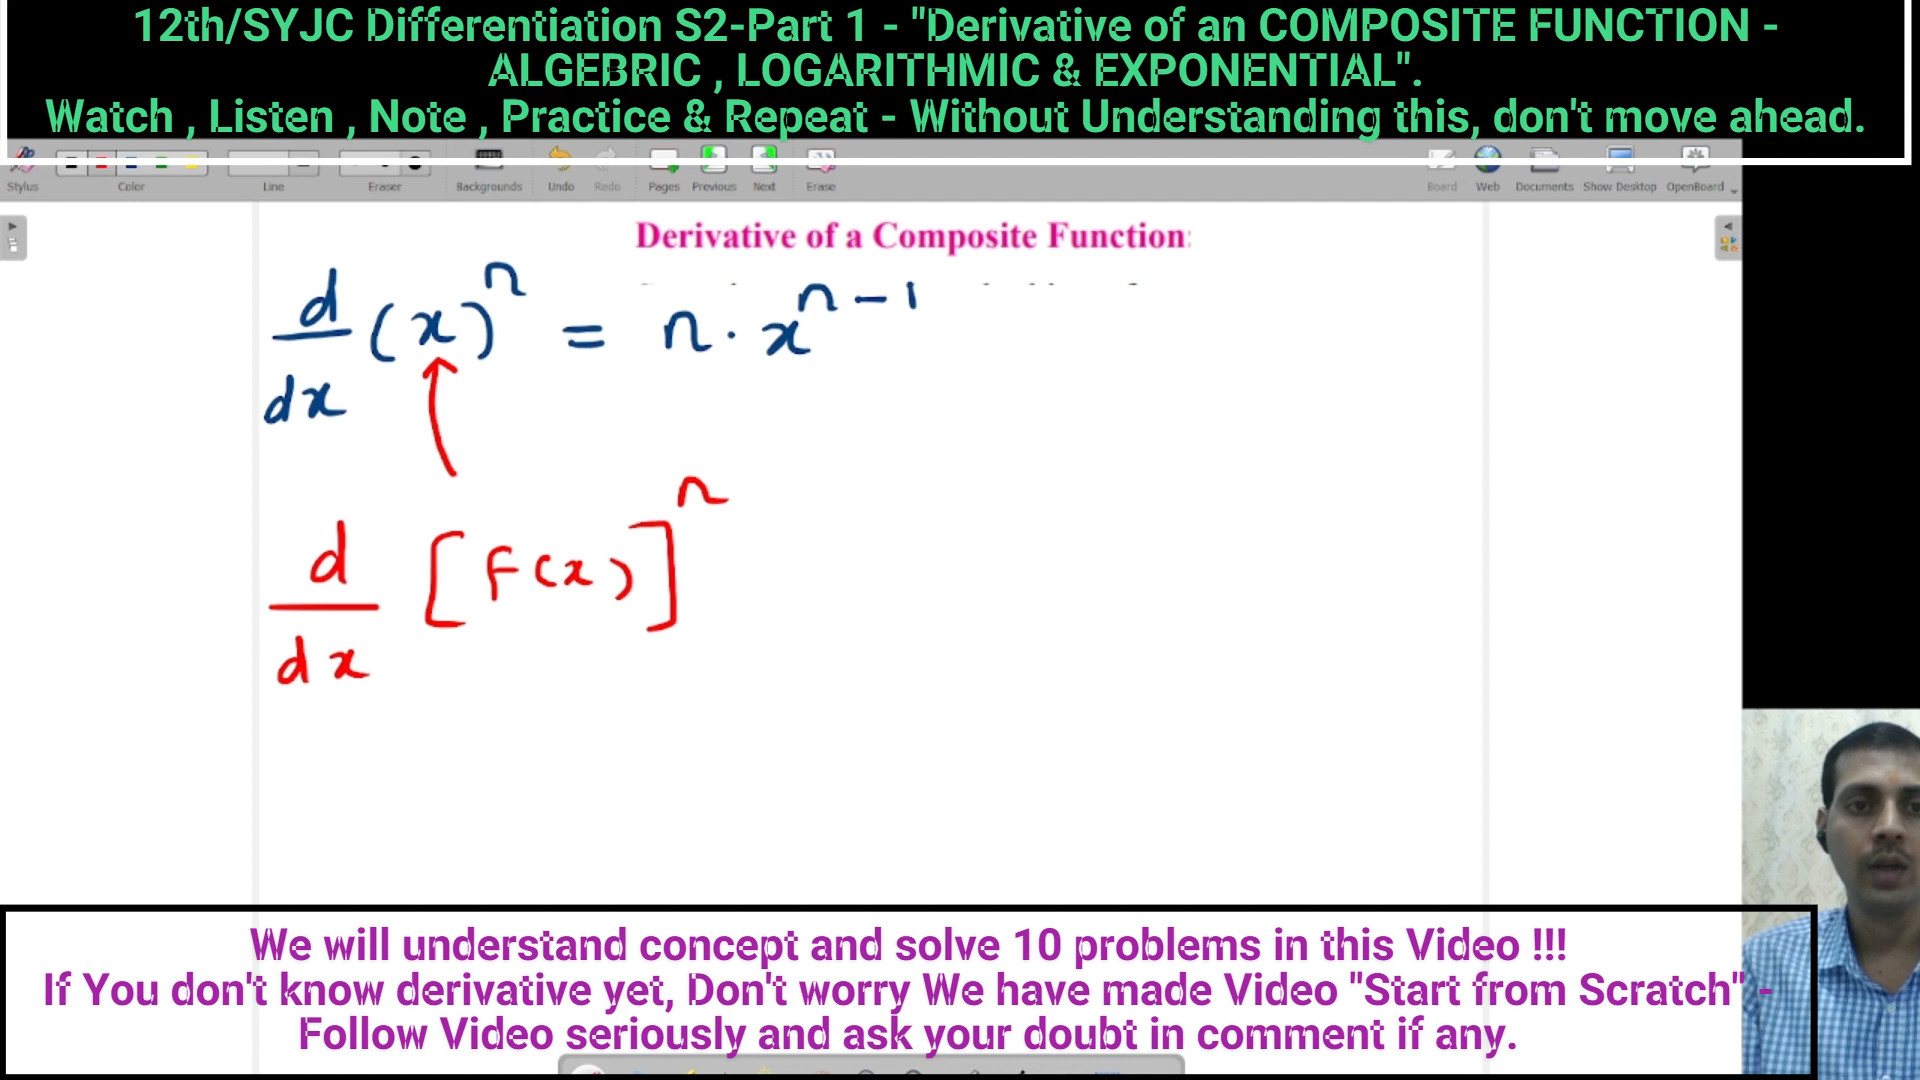 12th/SYJC Differentiation S2-Part 1 - "Derivative of an COMPOSITE FUNCTION -
ALGEBRIC , LOGARITHMIC & EXPONENTIAL".
Watch , Listen , Note , Practice & Repeat - Without Understanding this, don't move ahead.
Stylus Color Line Eraser Backgrounds Undo Redo Pages Previous Next Erase Board Web Documents Show Desktop OpenBoard
Derivative of a Composite Function:
d/dx (x)^n = n · x^(n-1)
d/dx [f(x)]^n
We will understand concept and solve 10 problems in this Video !!!
If You don't know derivative yet, Don't worry We have made Video "Start from Scratch" -
Follow Video seriously and ask your doubt in comment if any.